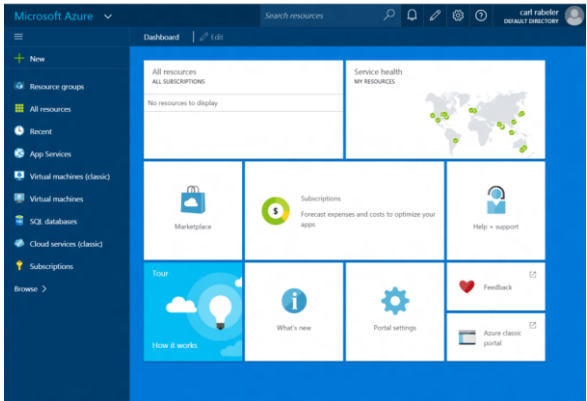 Microsoft Azure
Search resources
carl rabeler
DEFAULT DIRECTORY
Dashboard
Edit
New
Resource groups
All resources
Recent
App Services
Virtual machines (classic)
Virtual machines
SQL databases
Cloud services (classic)
Subscriptions
Browse >
All resources
ALL SUBSCRIPTIONS
No resources to display
Service health
MY RESOURCES
Marketplace
$
Subscriptions
Forecast expenses and costs to optimize your
apps
Help + support
Tour
How it works
What's new
Portal settings
Feedback
Azure classic
portal